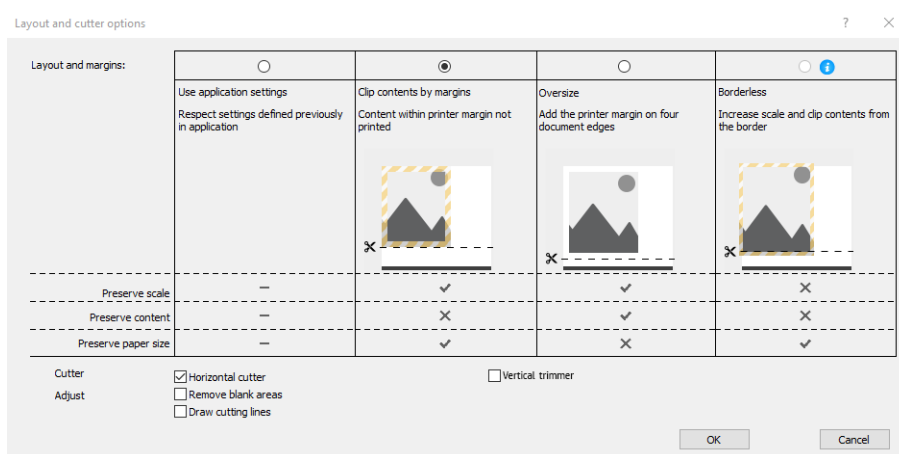 Layout and cutter options
Layout and margins:
Use application settings
Respect settings defined previously
in application
Clip contents by margins
Content within printer margin not
printed
Oversize
Add the printer margin on four
document edges
Borderless
Increase scale and clip contents from
the border
Preserve scale
Preserve content
Preserve paper size
Cutter
Horizontal cutter
Vertical trimmer
Adjust
Remove blank areas
Draw cutting lines
OK
Cancel